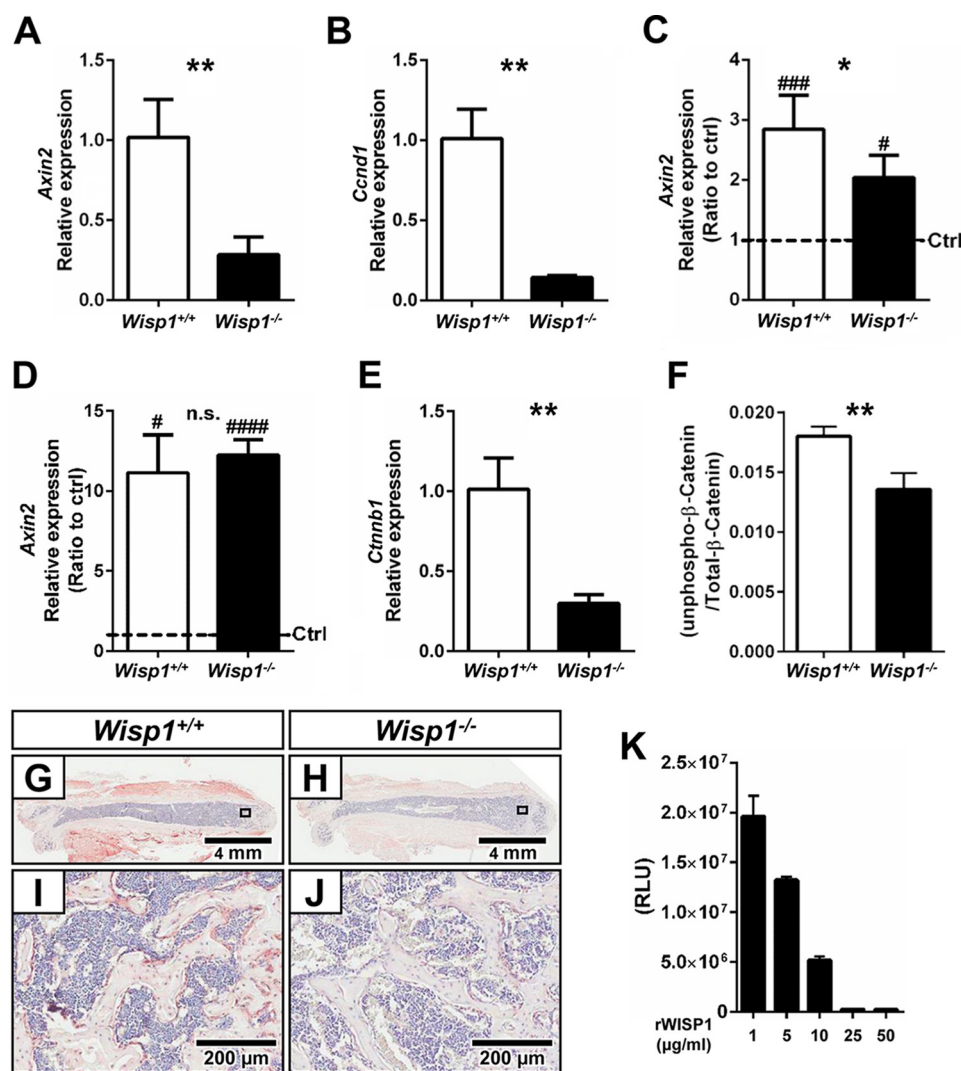 A
Axin2
Relative expression
1.5
1.0
0.5
0.0
**
Wisp1+/+ Wisp1-/-
B
Ccnd1
Relative expression
1.5
1.0
0.5
0.0
**
Wisp1+/+ Wisp1-/-
C
Axin2
Relative expression
(Ratio to ctrl)
4
3
2
1
0
*
###
#
Ctrl
Wisp1+/+ Wisp1-/-
D
Axin2
Relative expression
(Ratio to ctrl)
15
10
5
0
n.s.
#
####
Ctrl
Wisp1+/+ Wisp1-/-
E
Ctnnb1
Relative expression
1.5
1.0
0.5
0.0
**
Wisp1+/+ Wisp1-/-
F
(unphospho-β-Catenin
/Total-β-Catenin)
0.020
0.015
0.010
0.005
0.000
**
Wisp1+/+ Wisp1-/-
Wisp1+/+ Wisp1-/-
G
4 mm
H
4 mm
I
200 μm
J
200 μm
K
(RLU)
2.5×10⁷
2.0×10⁷
1.5×10⁷
1.0×10⁷
5.0×10⁶
0
rWISP1
(μg/ml)
1 5 10 25 50